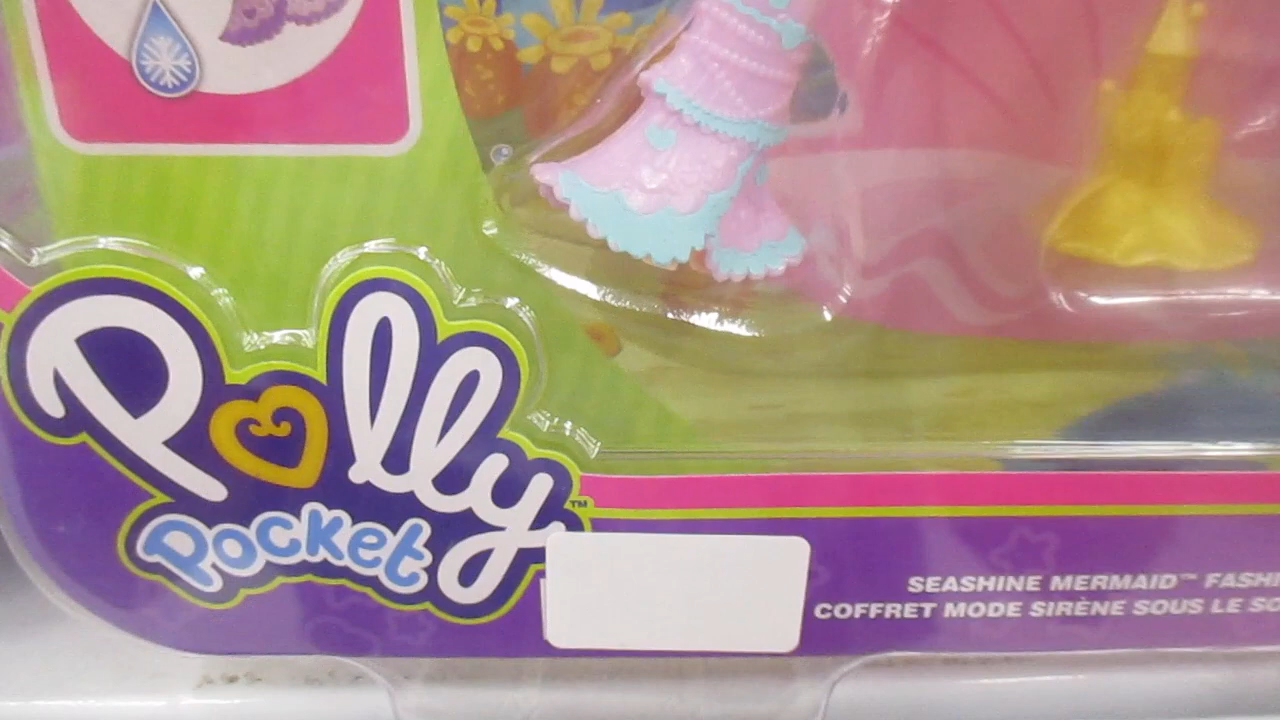 Polly
Pocket
SEASHINE MERMAID™
COFFRET MODE SIRÈNE SOUS LE